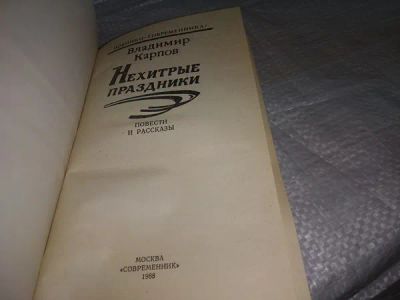 «НОВИНКИ «СОВРЕМЕННИКА»
Владимир
Карпов
Нехитрые
праздники
ПОВЕСТИ
И РАССКАЗЫ
МОСКВА
«СОВРЕМЕННИК»
1988